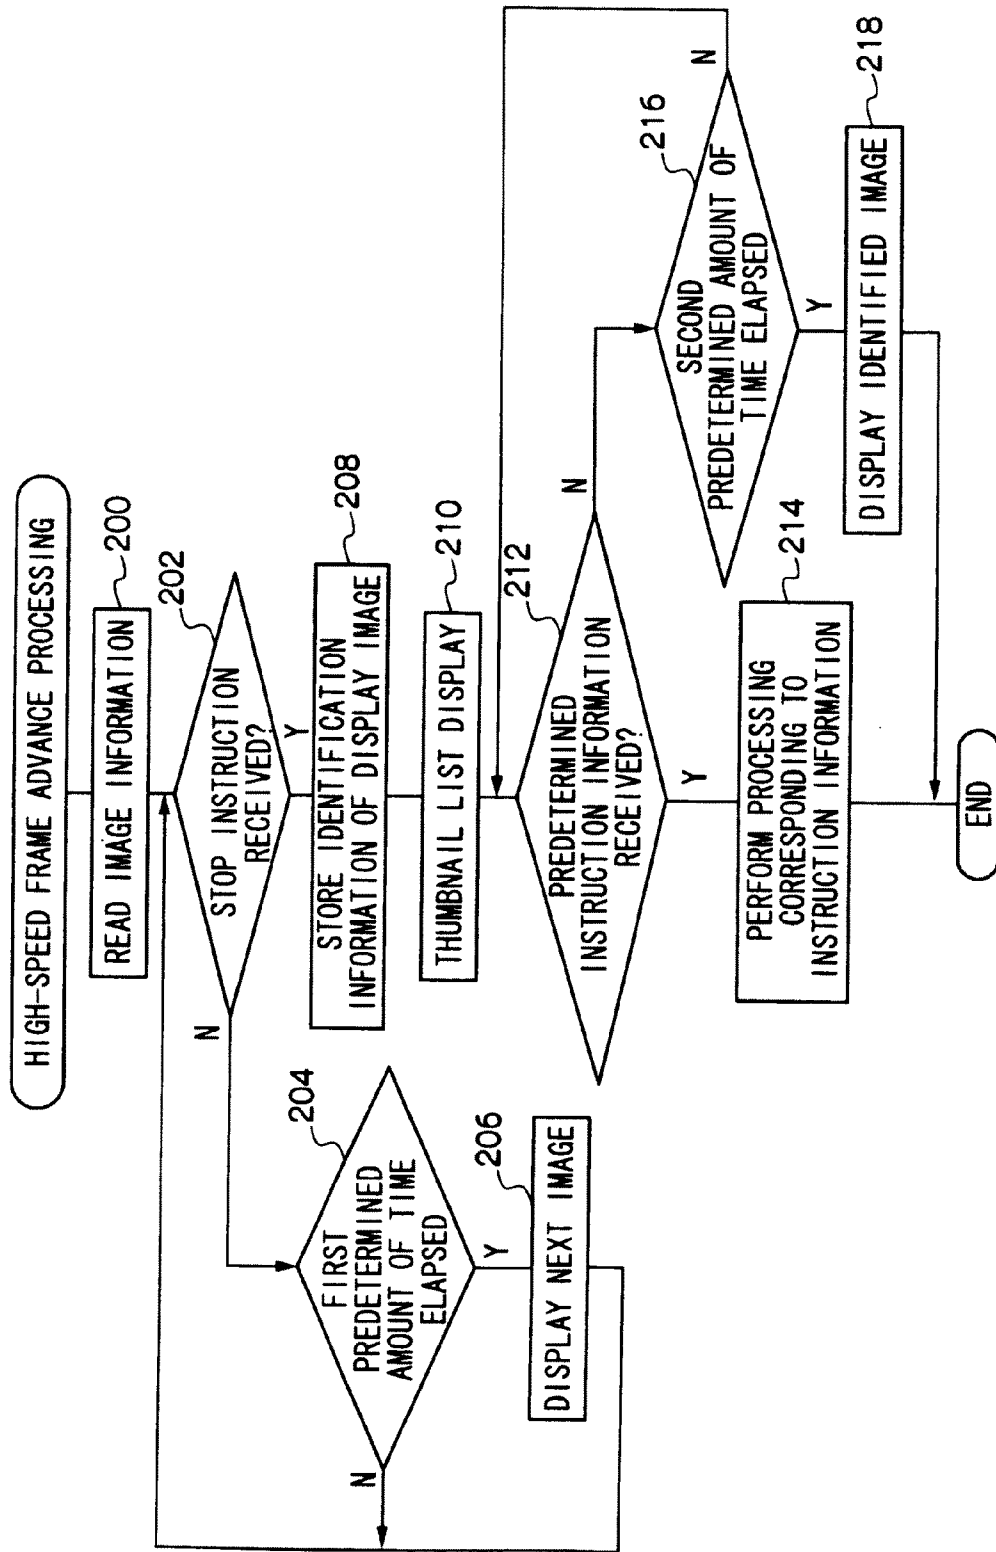 HIGH-SPEED FRAME ADVANCE PROCESSING
READ IMAGE INFORMATION
200
202
STOP INSTRUCTION
RECEIVED?
N
Y
204
FIRST
PREDETERMINED
AMOUNT OF TIME
ELAPSED
N
Y
206
DISPLAY NEXT IMAGE
208
STORE IDENTIFICATION
INFORMATION OF DISPLAY IMAGE
210
THUMBNAIL LIST DISPLAY
212
PREDETERMINED
INSTRUCTION INFORMATION
RECEIVED?
N
Y
214
PERFORM PROCESSING
CORRESPONDING TO
INSTRUCTION INFORMATION
216
SECOND
PREDETERMINED AMOUNT OF
TIME ELAPSED
N
Y
218
DISPLAY IDENTIFIED IMAGE
END